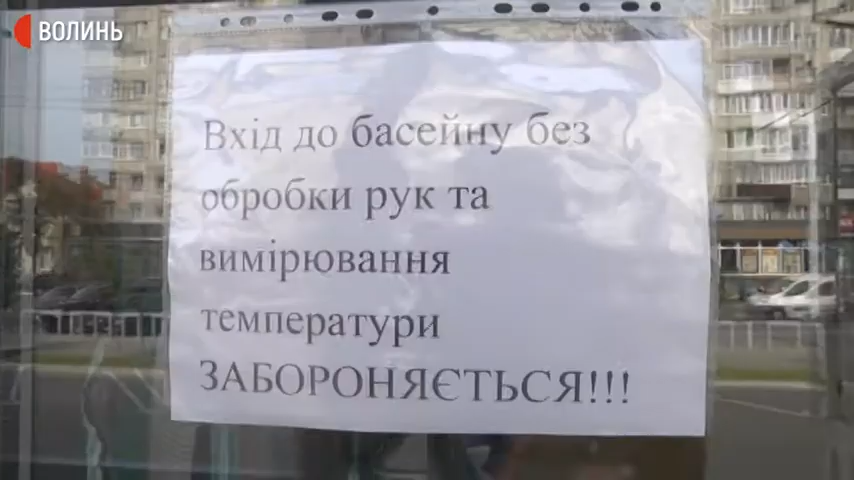 ВОЛИНЬ
Вхід до басейну без
обробки рук та
вимірювання
температури
ЗАБОРОНЯЄТЬСЯ!!!